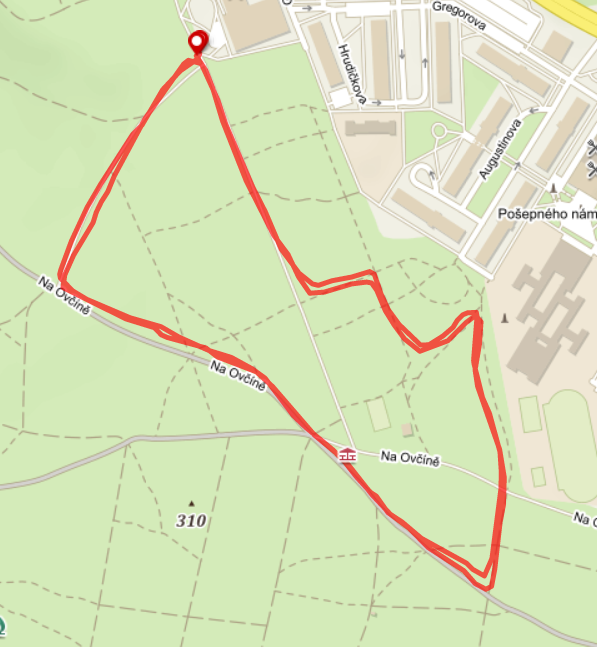 Gregorova
Hrudičkova
Augustinova
Pošepného nám
Na Ovčíně
Na Ovčíně
Na Ovčíně
Na
310